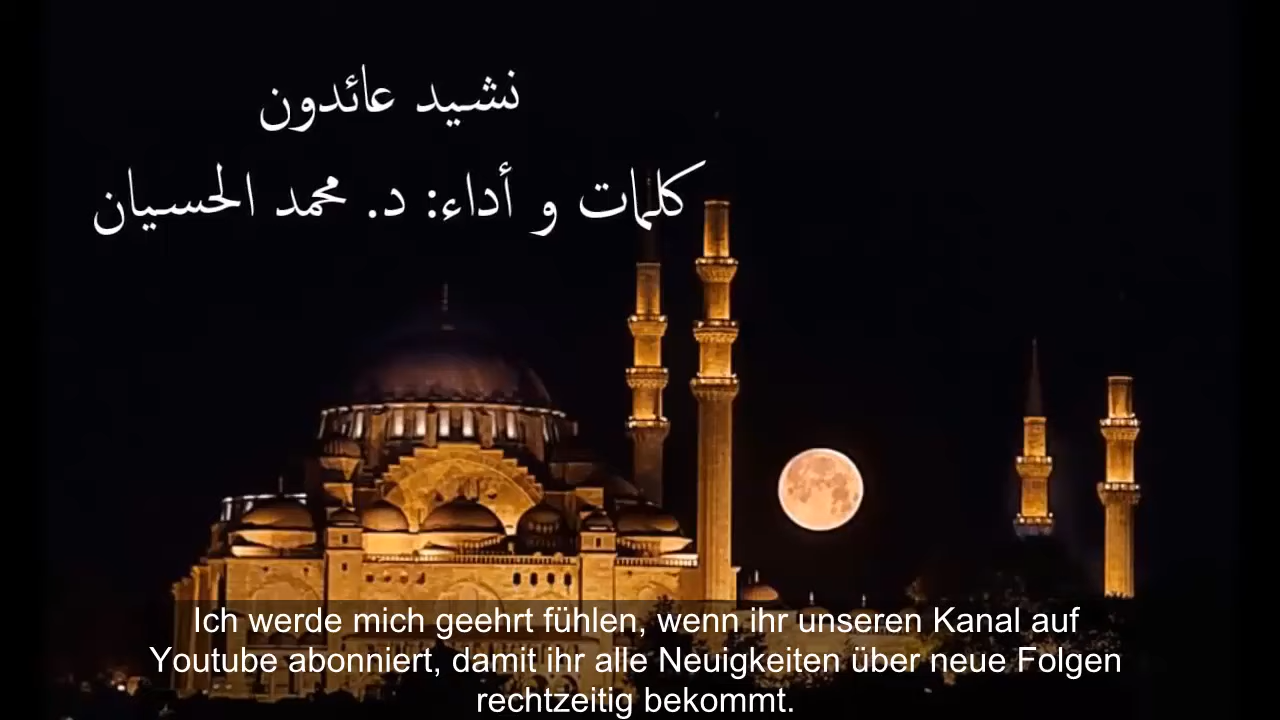 نشيد عائدون
كلمات و أداء: د. محمد الحسيان
Ich werde mich geehrt fühlen, wenn ihr unseren Kanal auf
Youtube abonniert, damit ihr alle Neuigkeiten über neue Folgen
rechtzeitig bekommt.